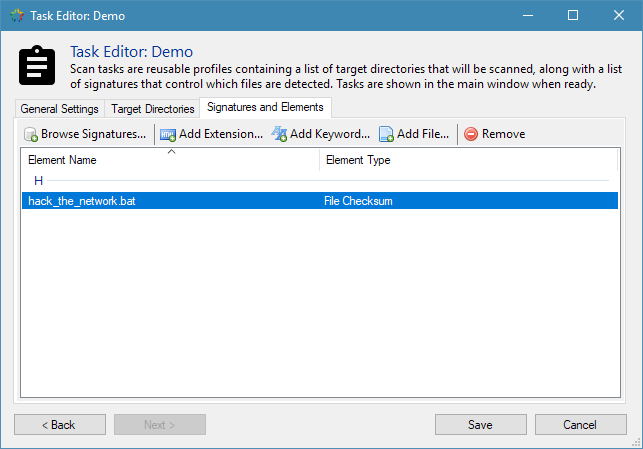 Task Editor: Demo
Task Editor: Demo
Scan tasks are reusable profiles containing a list of target directories that will be scanned, along with a list
of signatures that control which files are detected. Tasks are shown in the main window when ready.
General Settings Target Directories Signatures and Elements
Browse Signatures... Add Extension... Add Keyword... Add File... Remove
Element Name Element Type
H
hack_the_network.bat File Checksum
< Back Next > Save Cancel